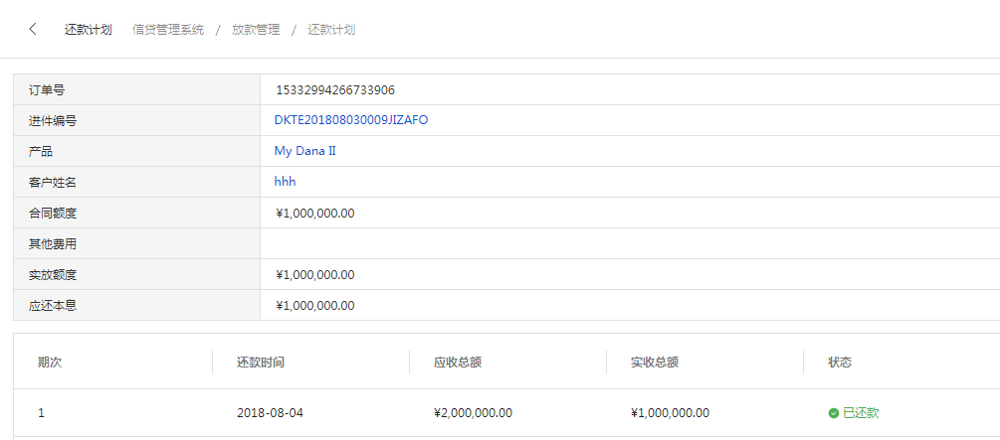 还款计划 信贷管理系统 / 放款管理 / 还款计划
订单号 15332994266733906
进件编号 DKTE201808030009JIZAFO
产品 My Dana II
客户姓名 hhh
合同额度 ¥1,000,000.00
其他费用
实放额度 ¥1,000,000.00
应还本息 ¥1,000,000.00
期次 还款时间 应收总额 实收总额 状态
1 2018-08-04 ¥2,000,000.00 ¥1,000,000.00 已还款